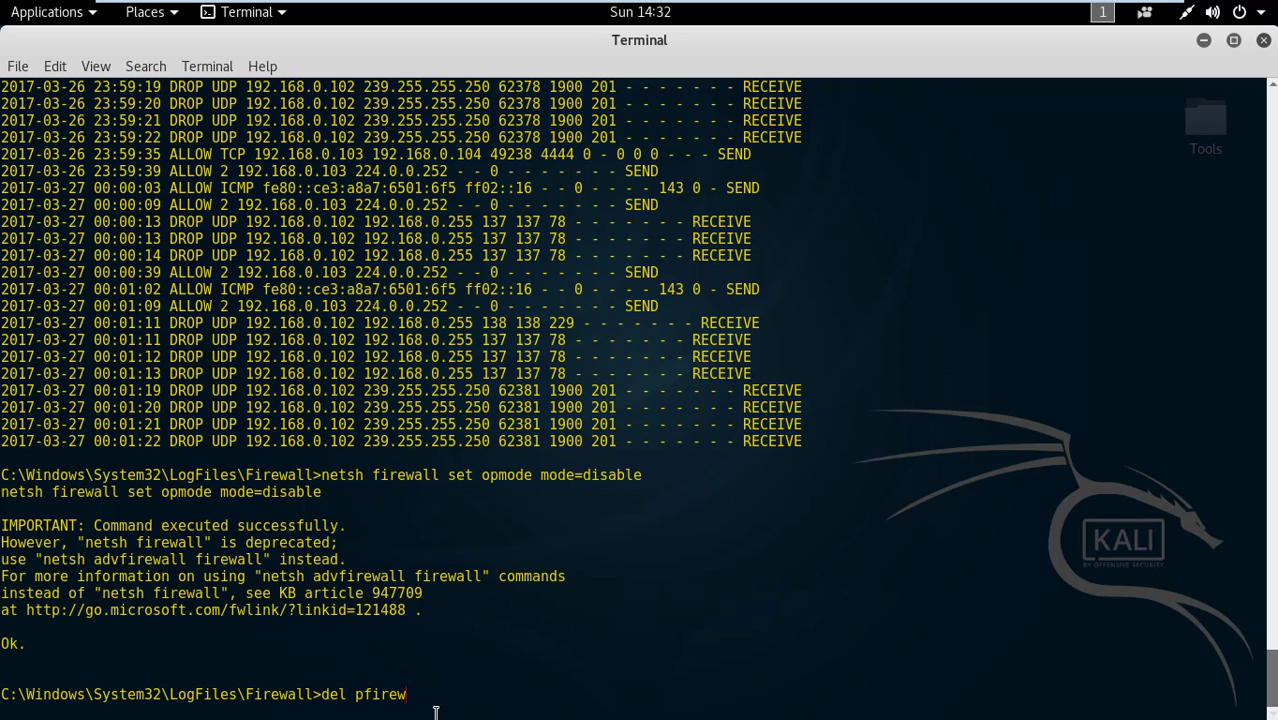 Applications Places Terminal Sun 14:32 1
Terminal
File Edit View Search Terminal Help
2017-03-26 23:59:19 DROP UDP 192.168.0.102 239.255.255.250 62378 1900 201 - - - - - - - RECEIVE
2017-03-26 23:59:20 DROP UDP 192.168.0.102 239.255.255.250 62378 1900 201 - - - - - - - RECEIVE
2017-03-26 23:59:21 DROP UDP 192.168.0.102 239.255.255.250 62378 1900 201 - - - - - - - RECEIVE
2017-03-26 23:59:22 DROP UDP 192.168.0.102 239.255.255.250 62378 1900 201 - - - - - - - RECEIVE
2017-03-26 23:59:35 ALLOW TCP 192.168.0.103 192.168.0.104 49238 4444 0 - 0 0 0 - - - SEND
2017-03-26 23:59:39 ALLOW 2 192.168.0.103 224.0.0.252 - - 0 - - - - - - - SEND
2017-03-27 00:00:03 ALLOW ICMP fe80::ce3:a8a7:6501:6f5 ff02::16 - - 0 - - - - 143 0 - SEND
2017-03-27 00:00:09 ALLOW 2 192.168.0.103 224.0.0.252 - - 0 - - - - - - - SEND
2017-03-27 00:00:13 DROP UDP 192.168.0.102 192.168.0.255 137 137 78 - - - - - - - RECEIVE
2017-03-27 00:00:13 DROP UDP 192.168.0.102 192.168.0.255 137 137 78 - - - - - - - RECEIVE
2017-03-27 00:00:14 DROP UDP 192.168.0.102 192.168.0.255 137 137 78 - - - - - - - RECEIVE
2017-03-27 00:00:39 ALLOW 2 192.168.0.103 224.0.0.252 - - 0 - - - - - - - SEND
2017-03-27 00:01:02 ALLOW ICMP fe80::ce3:a8a7:6501:6f5 ff02::16 - - 0 - - - - 143 0 - SEND
2017-03-27 00:01:09 ALLOW 2 192.168.0.103 224.0.0.252 - - 0 - - - - - - - SEND
2017-03-27 00:01:11 DROP UDP 192.168.0.102 192.168.0.255 138 138 229 - - - - - - - RECEIVE
2017-03-27 00:01:11 DROP UDP 192.168.0.102 192.168.0.255 137 137 78 - - - - - - - RECEIVE
2017-03-27 00:01:12 DROP UDP 192.168.0.102 192.168.0.255 137 137 78 - - - - - - - RECEIVE
2017-03-27 00:01:13 DROP UDP 192.168.0.102 192.168.0.255 137 137 78 - - - - - - - RECEIVE
2017-03-27 00:01:19 DROP UDP 192.168.0.102 239.255.255.250 62381 1900 201 - - - - - - - RECEIVE
2017-03-27 00:01:20 DROP UDP 192.168.0.102 239.255.255.250 62381 1900 201 - - - - - - - RECEIVE
2017-03-27 00:01:21 DROP UDP 192.168.0.102 239.255.255.250 62381 1900 201 - - - - - - - RECEIVE
2017-03-27 00:01:22 DROP UDP 192.168.0.102 239.255.255.250 62381 1900 201 - - - - - - - RECEIVE
C:\Windows\System32\LogFiles\Firewall>netsh firewall set opmode mode=disable
netsh firewall set opmode mode=disable
IMPORTANT: Command executed successfully.
However, "netsh firewall" is deprecated;
use "netsh advfirewall firewall" instead.
For more information on using "netsh advfirewall firewall" commands
instead of "netsh firewall", see KB article 947709
at http://go.microsoft.com/fwlink/?linkid=121488 .
Ok.
C:\Windows\System32\LogFiles\Firewall>del pfirew
Tools
KALI
BY OFFENSIVE SECURITY